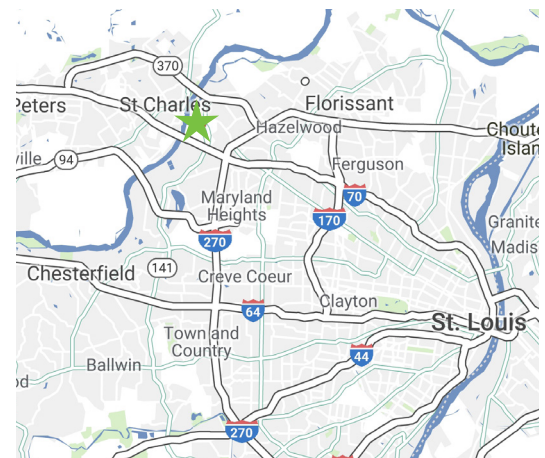 370
Peters
St Charles
Florissant
Hazelwood
Chout
Islan
ville
94
Ferguson
70
Maryland
Heights
170
Granite
Madis
270
141
Chesterfield
Creve Coeur
64
Clayton
St. Louis
Town and
Country
44
Ballwin
od
270